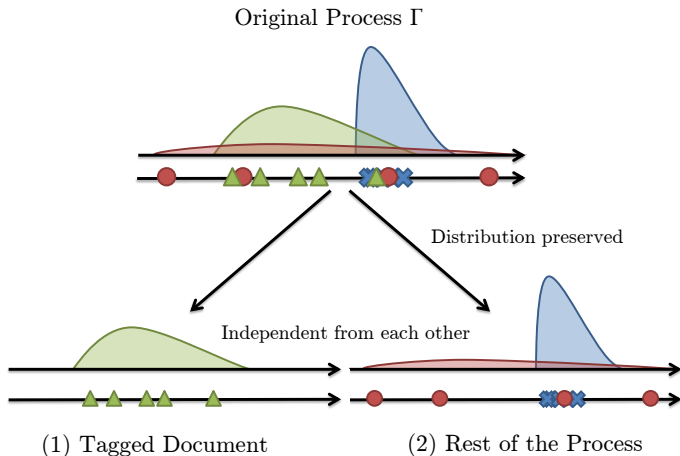 Original Process Γ
Distribution preserved
Independent from each other
(1) Tagged Document
(2) Rest of the Process